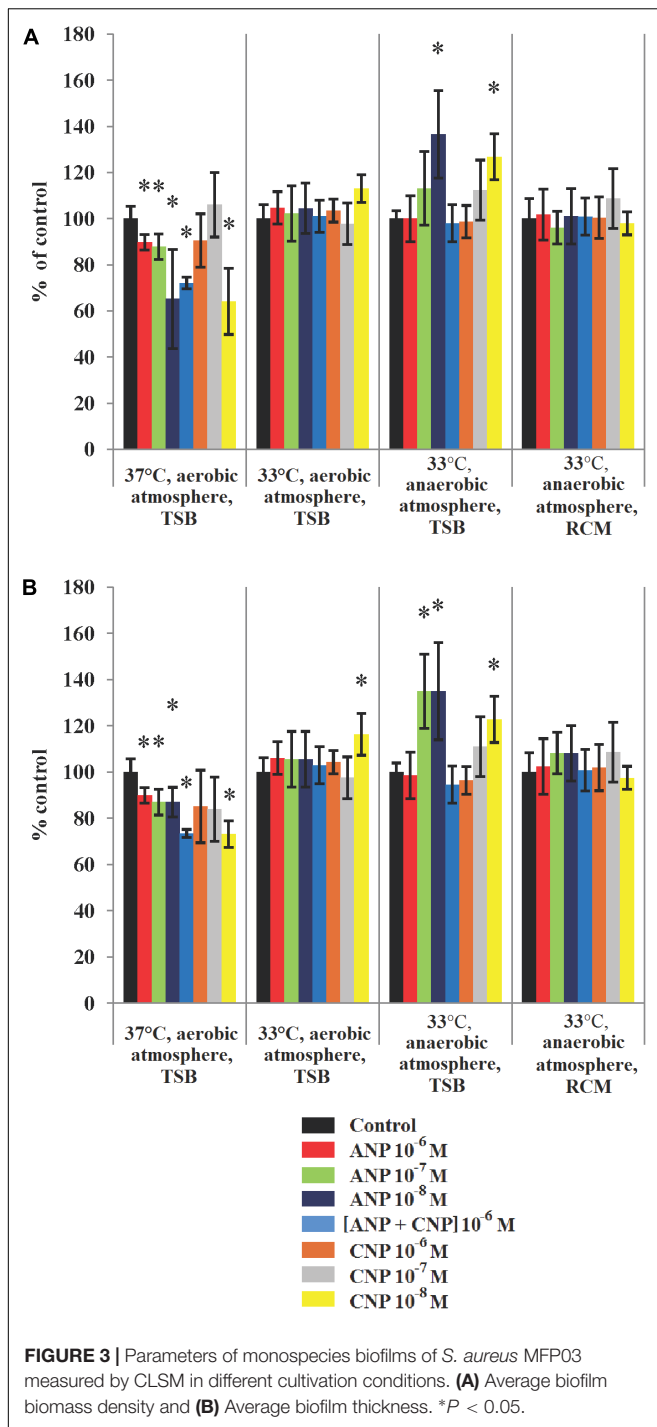 A
180
160
140
120
100
80
60
40
20
0
% of control
* * * * *
* *
37°C, aerobic atmosphere, TSB
33°C, aerobic atmosphere, TSB
33°C, anaerobic atmosphere, TSB
33°C, anaerobic atmosphere, RCM
B
180
160
140
120
100
80
60
40
20
0
% control
* * * * *
*
* * *
37°C, aerobic atmosphere, TSB
33°C, aerobic atmosphere, TSB
33°C, anaerobic atmosphere, TSB
33°C, anaerobic atmosphere, RCM
Control
ANP 10⁻⁶ M
ANP 10⁻⁷ M
ANP 10⁻⁸ M
[ANP + CNP] 10⁻⁶ M
CNP 10⁻⁶ M
CNP 10⁻⁷ M
CNP 10⁻⁸ M
FIGURE 3 | Parameters of monospecies biofilms of S. aureus MFP03
measured by CLSM in different cultivation conditions. (A) Average biofilm
biomass density and (B) Average biofilm thickness. *P < 0.05.